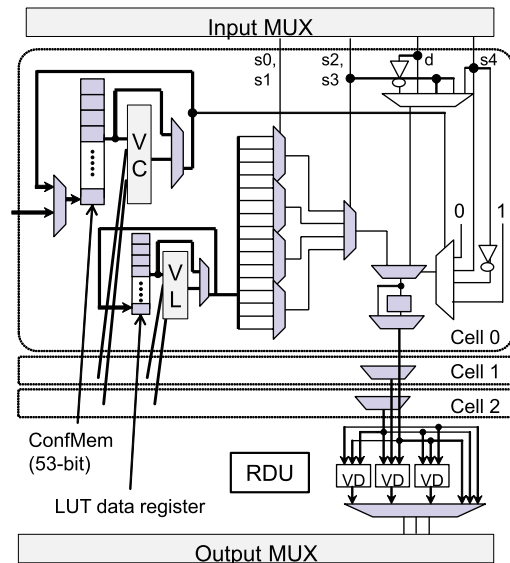 Input MUX
s0,
s1
s2,
s3
d
s4
V
C
0
1
V
L
Cell 0
Cell 1
Cell 2
ConfMem
(53-bit)
RDU
VD
VD
VD
LUT data register
Output MUX